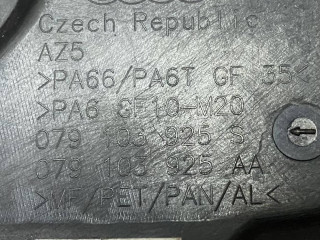 Czech Republic
AZ5
>PA66/PA6T GF 35<
>PA6 GF10-M20
079 103 925 S
079 103 925 AA
>MF/PET/PAN/AL<